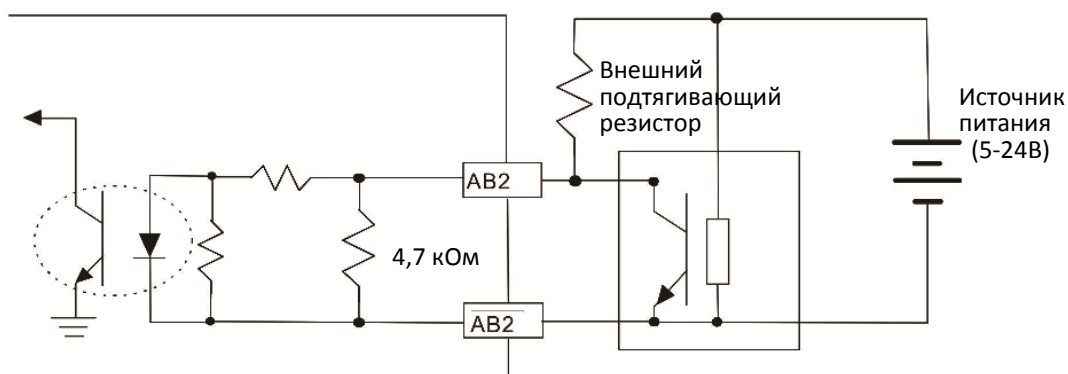 Внешний
подтягивающий
резистор
Источник
питания
(5-24В)
AB2
4,7 кОм
AB2